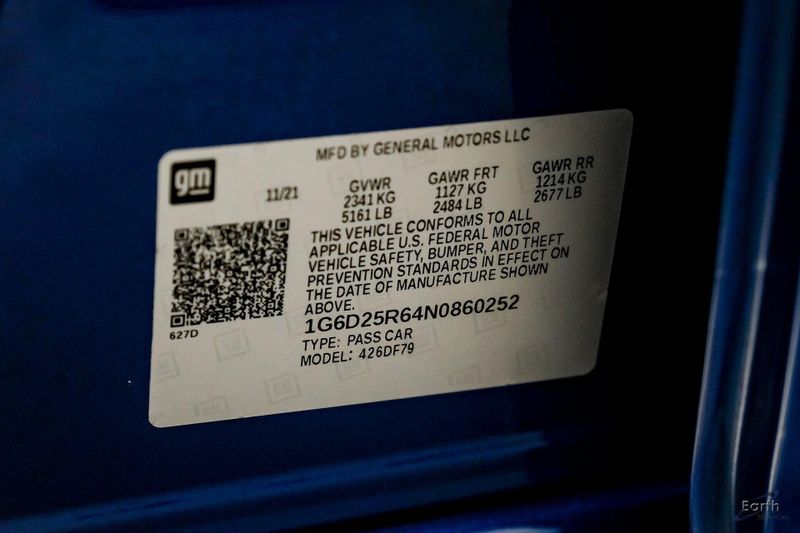 MFD BY GENERAL MOTORS LLC
gm
11/21
GVWR
2341 KG
5161 LB
GAWR FRT
1127 KG
2484 LB
GAWR RR
1214 KG
2677 LB
THIS VEHICLE CONFORMS TO ALL
APPLICABLE U.S. FEDERAL MOTOR
VEHICLE SAFETY, BUMPER, AND THEFT
PREVENTION STANDARDS IN EFFECT ON
THE DATE OF MANUFACTURE SHOWN
ABOVE.
1G6D25R64N0860252
TYPE: PASS CAR
MODEL: 426DF79
627D
Earth